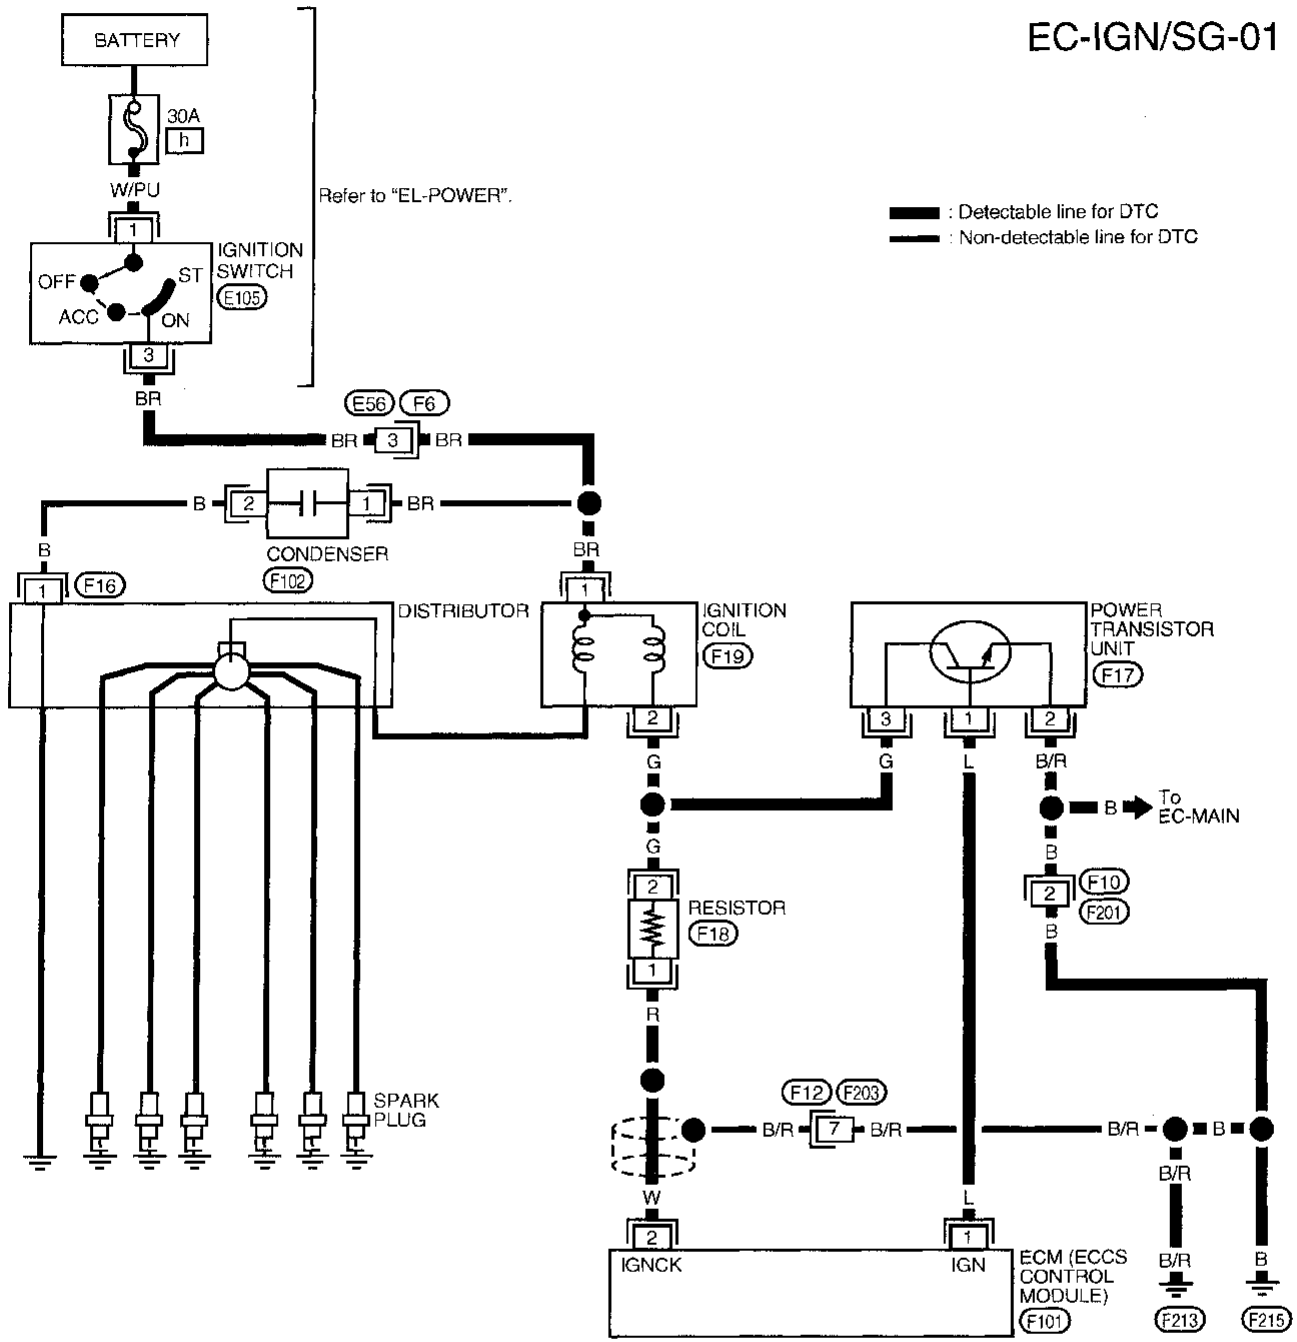 EC-IGN/SG-01
BATTERY
30A
h
W/PU
Refer to "EL-POWER".
: Detectable line for DTC
: Non-detectable line for DTC
1
IGNITION
SWITCH
E105
OFF
ST
ACC
ON
3
BR
E56 F6
BR 3 BR
B 2 1 BR
CONDENSER
F102
B
BR
1 F16
1
DISTRIBUTOR
IGNITION
COIL
F19
POWER
TRANSISTOR
UNIT
F17
2
3 1 2
G
G L B/R
B To
EC-MAIN
G
B
2
2 F10
F201
RESISTOR
F18
B
1
R
SPARK
PLUG
F12 F203
B/R 7 B/R
B/R B
B/R
W
L
2
1
IGNCK
IGN
ECM (ECCS
CONTROL
MODULE)
F101
B/R B
F213 F215